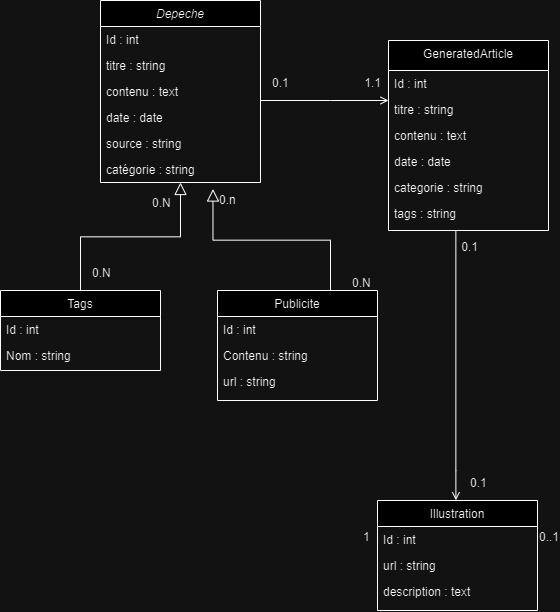 Depeche
Id : int
titre : string
contenu : text
date : date
source : string
catégorie : string
0.1
1.1
GeneratedArticle
Id : int
titre : string
contenu : text
date : date
categorie : string
tags : string
0.N
0.n
0.1
0.N
0.N
Tags
Id : int
Nom : string
Publicite
Id : int
Contenu : string
url : string
0.1
Illustration
1
0..1
Id : int
url : string
description : text